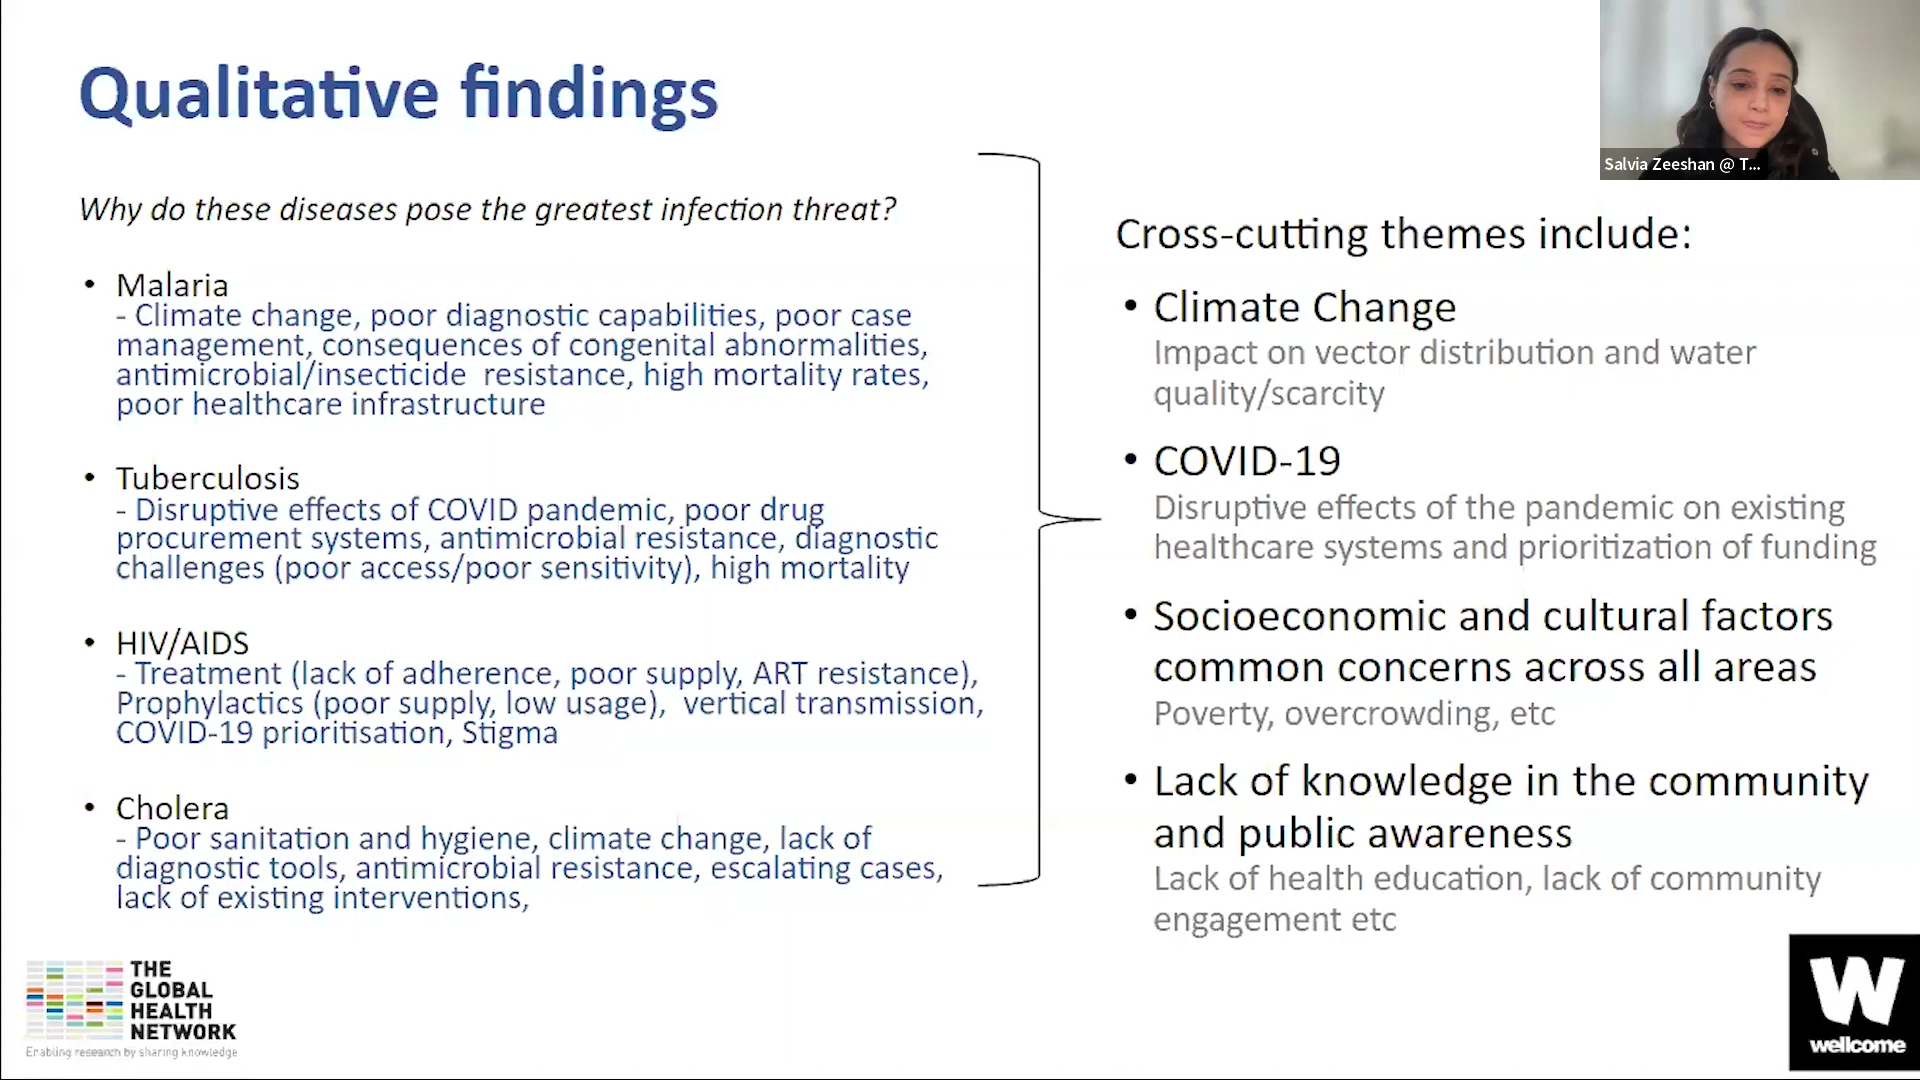 Qualitative findings
Why do these diseases pose the greatest infection threat?
• Malaria
- Climate change, poor diagnostic capabilities, poor case
management, consequences of congenital abnormalities,
antimicrobial/insecticide resistance, high mortality rates,
poor healthcare infrastructure
• Tuberculosis
- Disruptive effects of COVID pandemic, poor drug
procurement systems, antimicrobial resistance, diagnostic
challenges (poor access/poor sensitivity), high mortality
• HIV/AIDS
- Treatment (lack of adherence, poor supply, ART resistance),
Prophylactics (poor supply, low usage), vertical transmission,
COVID-19 prioritisation, Stigma
• Cholera
- Poor sanitation and hygiene, climate change, lack of
diagnostic tools, antimicrobial resistance, escalating cases,
lack of existing interventions,
Cross-cutting themes include:
• Climate Change
Impact on vector distribution and water
quality/scarcity
• COVID-19
Disruptive effects of the pandemic on existing
healthcare systems and prioritization of funding
• Socioeconomic and cultural factors
common concerns across all areas
Poverty, overcrowding, etc
• Lack of knowledge in the community
and public awareness
Lack of health education, lack of community
engagement etc
Salvia Zeeshan @ T...
THE
GLOBAL
HEALTH
NETWORK
Enabling research by sharing knowledge
W
wellcome